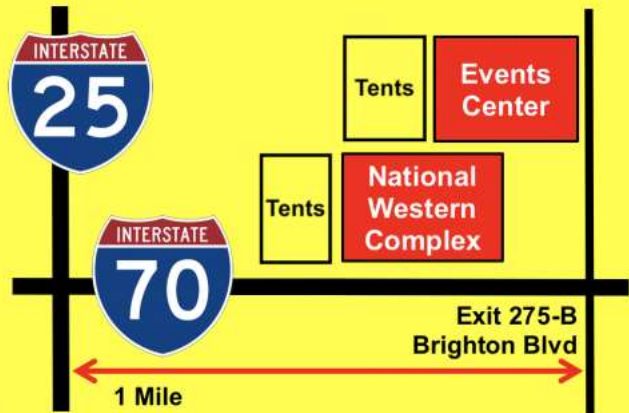 INTERSTATE
25
Tents
Events
Center
Tents
National
Western
Complex
INTERSTATE
70
Exit 275-B
Brighton Blvd
1 Mile